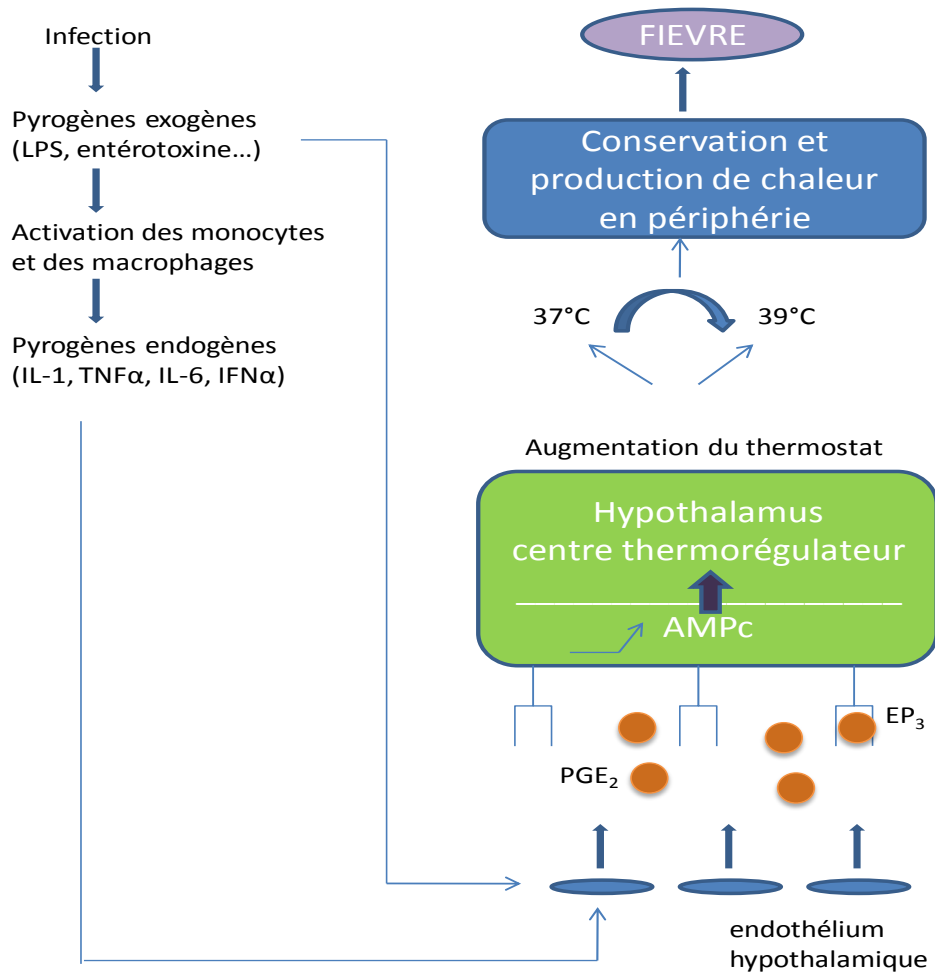 Infection
Pyrogènes exogènes
(LPS, entérotoxine...)
Activation des monocytes
et des macrophages
Pyrogènes endogènes
(IL-1, TNFα, IL-6, IFNα)
FIEVRE
Conservation et
production de chaleur
en périphérie
37°C
39°C
Augmentation du thermostat
Hypothalamus
centre thermorégulateur
AMPc
EP₃
PGE₂
endothélium
hypothalamique